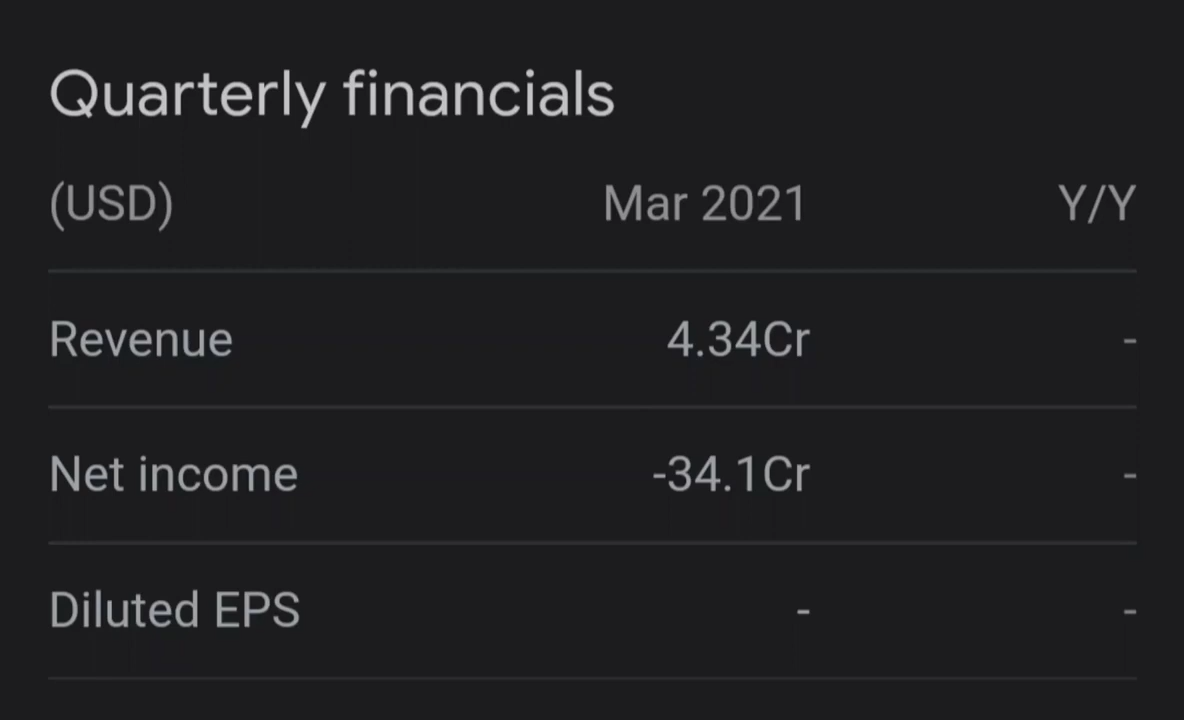 Quarterly financials
(USD) Mar 2021 Y/Y
Revenue 4.34Cr -
Net income -34.1Cr -
Diluted EPS - -